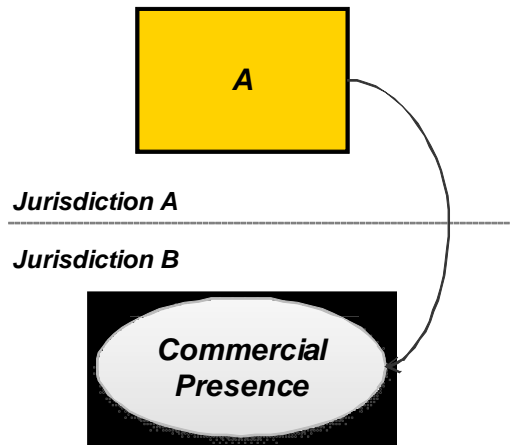 A
Jurisdiction A
Jurisdiction B
Commercial
Presence